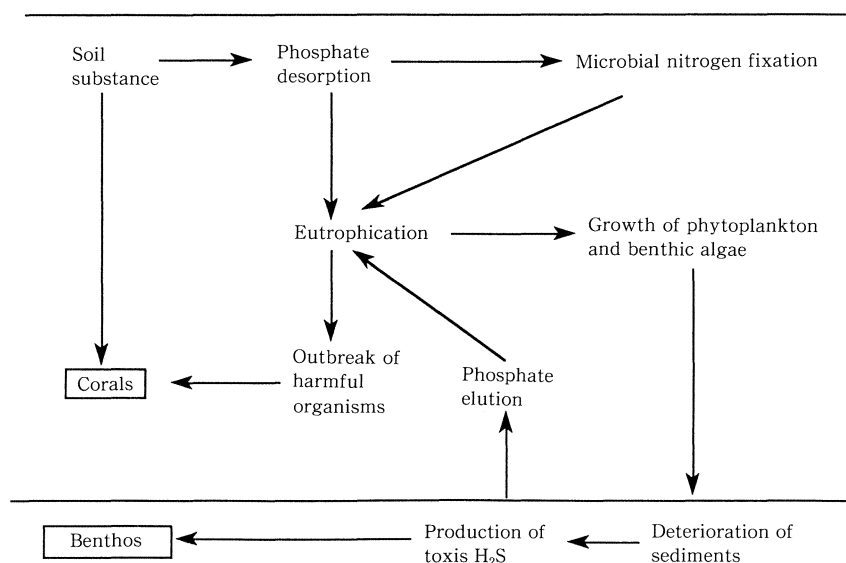 Soil
substance
Phosphate
desorption
Microbial nitrogen fixation
Eutrophication
Growth of phytoplankton
and benthic algae
Corals
Outbreak of
harmful
organisms
Phosphate
elution
Benthos
Production of
toxis H₂S
Deterioration of
sediments